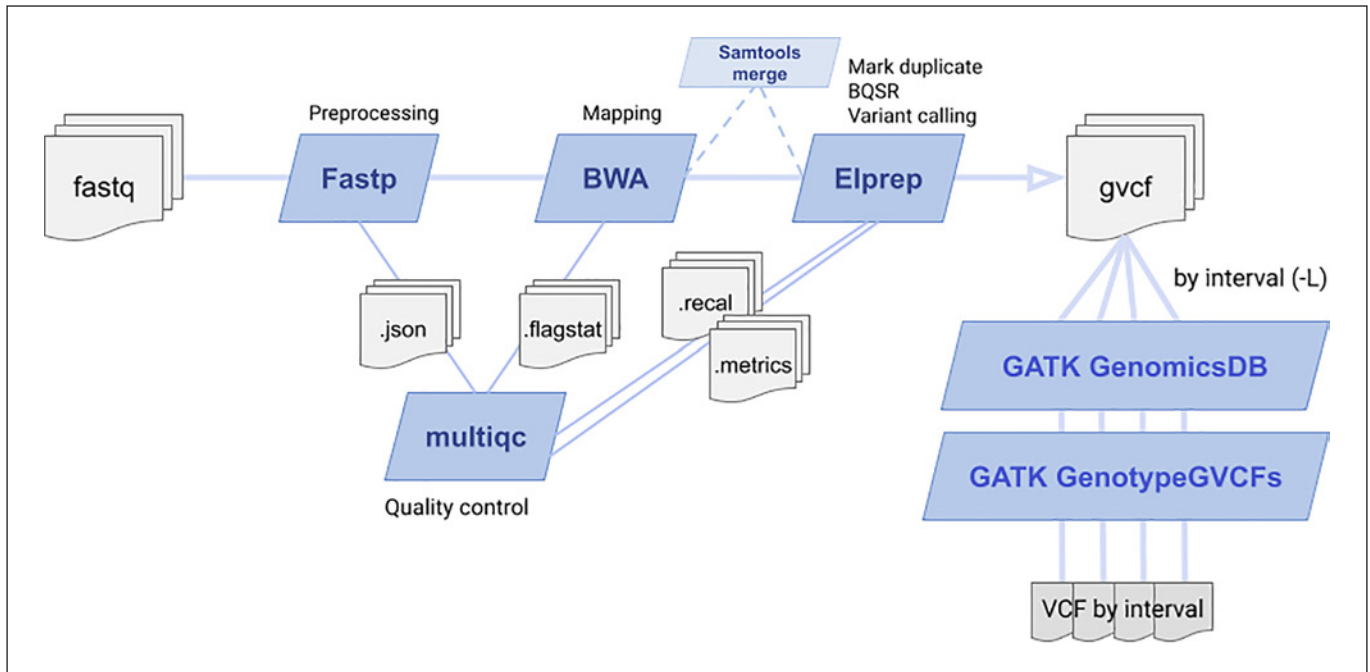 Samtools
merge
Mark duplicate
BQSR
Variant calling
Preprocessing
Mapping
fastq
Fastp
BWA
Elprep
gvcf
by interval (-L)
.json
.flagstat
.recal
.metrics
GATK GenomicsDB
multiqc
GATK GenotypeGVCFs
Quality control
VCF by interval